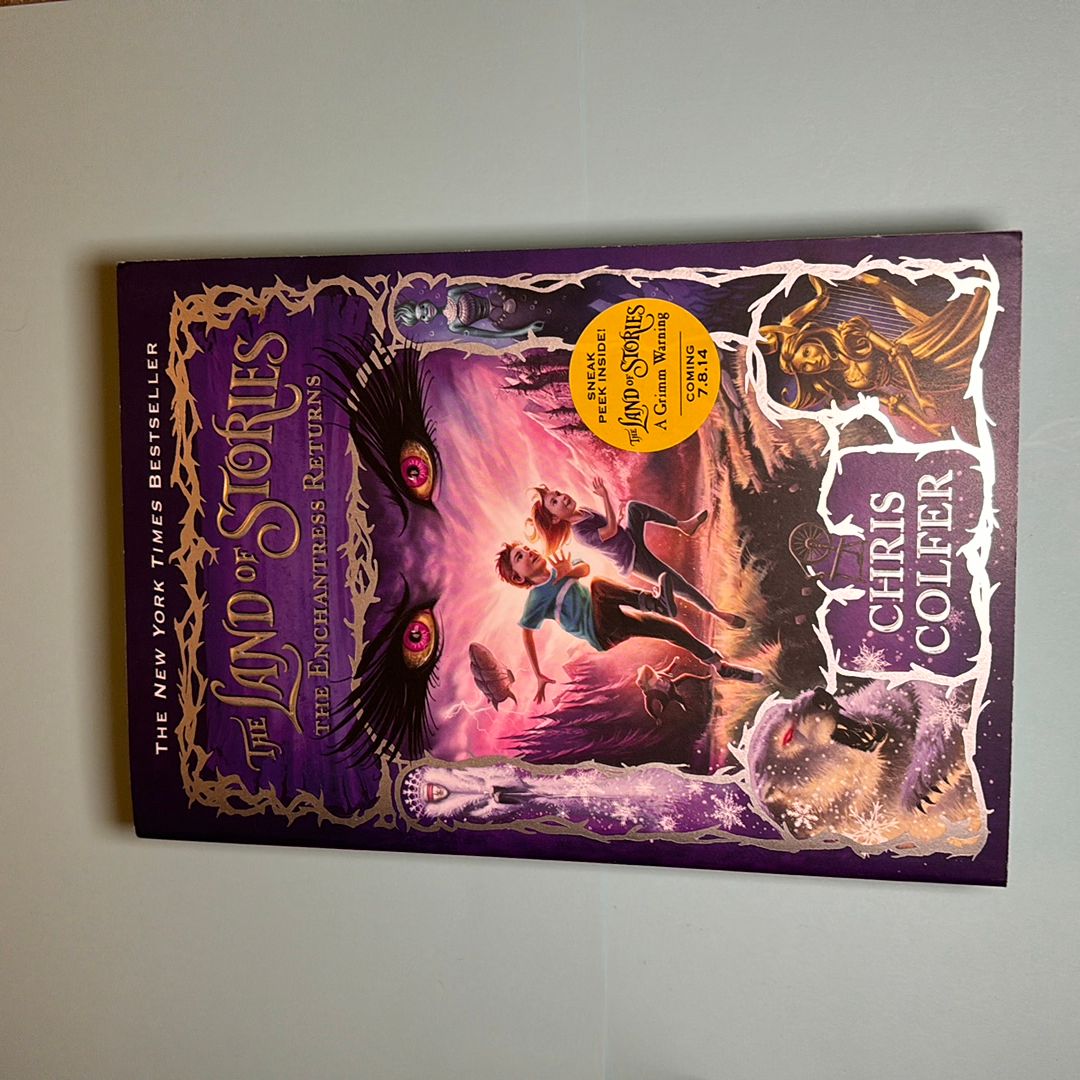 THE NEW YORK TIMES BESTSELLER
THE LAND OF STORIES
THE ENCHANTRESS RETURNS
SNEAK
PEEK INSIDE!
THE LAND OF STORIES
A Grimm Warning
COMING
7.8.14
CHRIS
COLFER